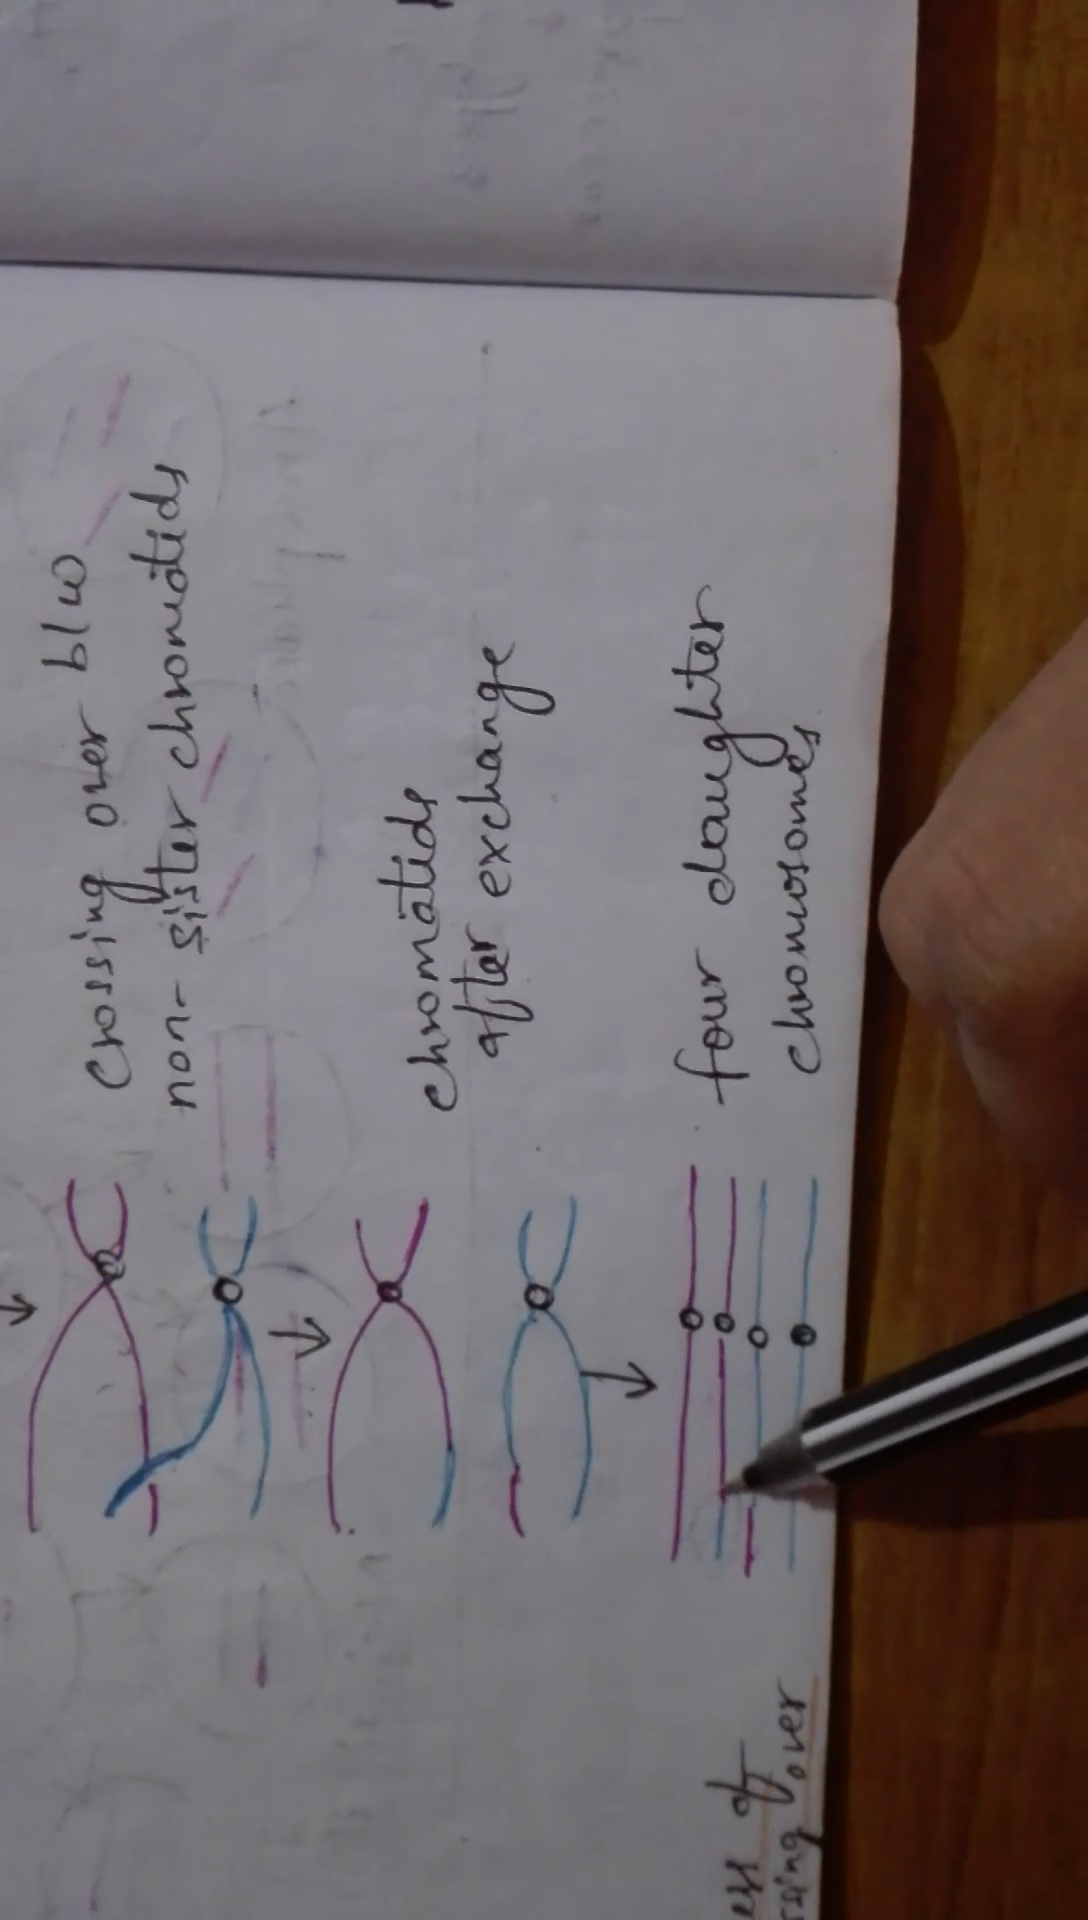 crossing over b/w
non-sister chromatids
chromatids
after exchange
four daughter
chromosomes
of
over